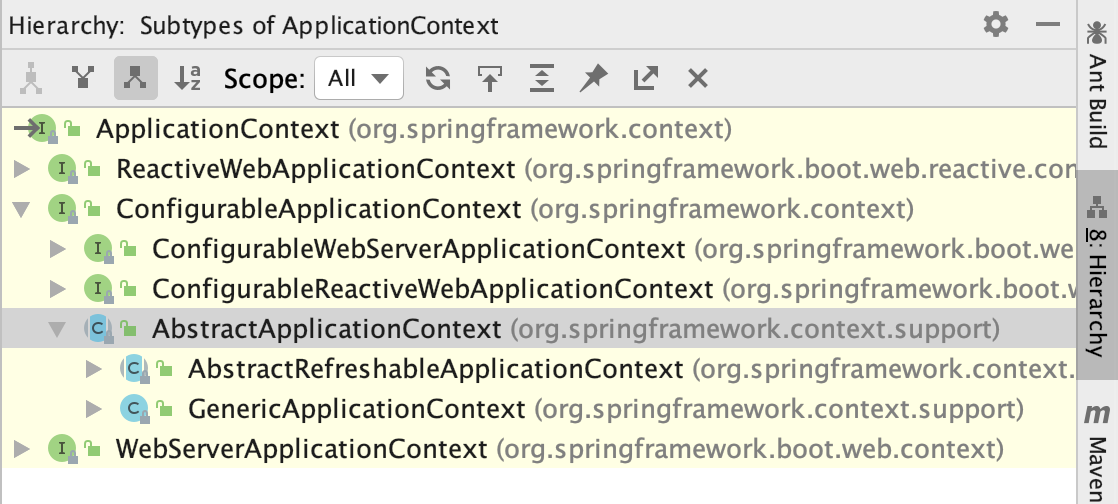 Hierarchy: Subtypes of ApplicationContext
Scope: All
ApplicationContext (org.springframework.context)
ReactiveWebApplicationContext (org.springframework.boot.web.reactive.con
ConfigurableApplicationContext (org.springframework.context)
ConfigurableWebServerApplicationContext (org.springframework.boot.we
ConfigurableReactiveWebApplicationContext (org.springframework.boot.w
AbstractApplicationContext (org.springframework.context.support)
AbstractRefreshableApplicationContext (org.springframework.context.
GenericApplicationContext (org.springframework.context.support)
WebServerApplicationContext (org.springframework.boot.web.context)
Ant Build
8: Hierarchy
m Maven